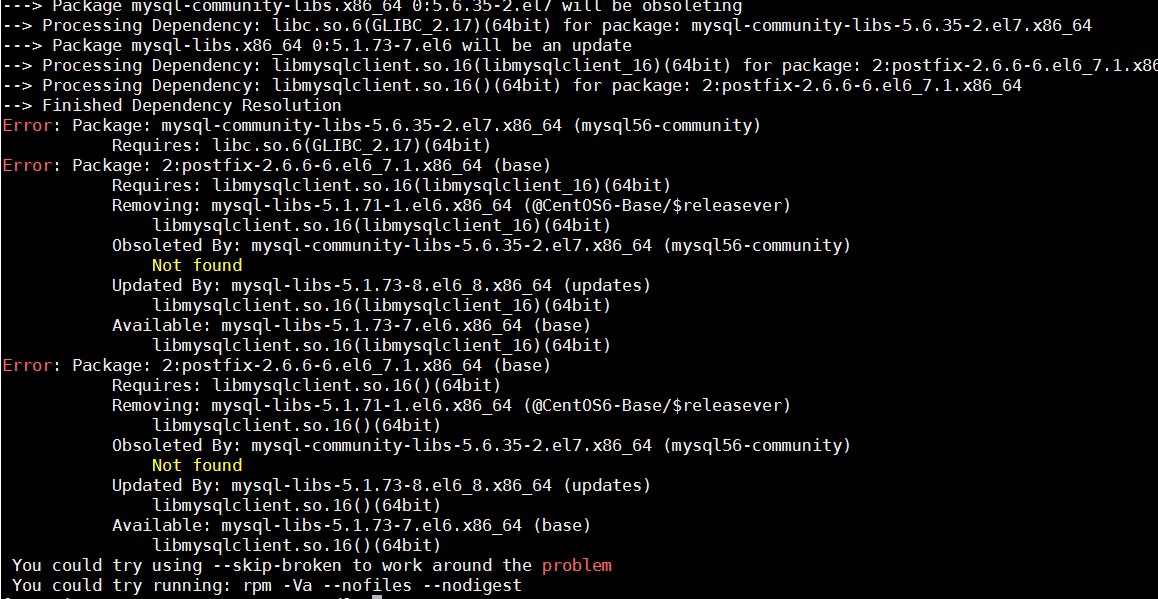 ---> Package mysql-community-libs.x86_64 0:5.6.35-2.el7 will be obsoleting
--> Processing Dependency: libc.so.6(GLIBC_2.17)(64bit) for package: mysql-community-libs-5.6.35-2.el7.x86_64
---> Package mysql-libs.x86_64 0:5.1.73-7.el6 will be an update
--> Processing Dependency: libmysqlclient.so.16(libmysqlclient_16)(64bit) for package: 2:postfix-2.6.6-6.el6_7.1.x86
--> Processing Dependency: libmysqlclient.so.16()(64bit) for package: 2:postfix-2.6.6-6.el6_7.1.x86_64
--> Finished Dependency Resolution
Error: Package: mysql-community-libs-5.6.35-2.el7.x86_64 (mysql56-community)
Requires: libc.so.6(GLIBC_2.17)(64bit)
Error: Package: 2:postfix-2.6.6-6.el6_7.1.x86_64 (base)
Requires: libmysqlclient.so.16(libmysqlclient_16)(64bit)
Removing: mysql-libs-5.1.71-1.el6.x86_64 (@CentOS6-Base/$releasever)
libmysqlclient.so.16(libmysqlclient_16)(64bit)
Obsoleted By: mysql-community-libs-5.6.35-2.el7.x86_64 (mysql56-community)
Not found
Updated By: mysql-libs-5.1.73-8.el6_8.x86_64 (updates)
libmysqlclient.so.16(libmysqlclient_16)(64bit)
Available: mysql-libs-5.1.73-7.el6.x86_64 (base)
libmysqlclient.so.16(libmysqlclient_16)(64bit)
Error: Package: 2:postfix-2.6.6-6.el6_7.1.x86_64 (base)
Requires: libmysqlclient.so.16()(64bit)
Removing: mysql-libs-5.1.71-1.el6.x86_64 (@CentOS6-Base/$releasever)
libmysqlclient.so.16()(64bit)
Obsoleted By: mysql-community-libs-5.6.35-2.el7.x86_64 (mysql56-community)
Not found
Updated By: mysql-libs-5.1.73-8.el6_8.x86_64 (updates)
libmysqlclient.so.16()(64bit)
Available: mysql-libs-5.1.73-7.el6.x86_64 (base)
libmysqlclient.so.16()(64bit)
You could try using --skip-broken to work around the problem
You could try running: rpm -Va --nofiles --nodigest